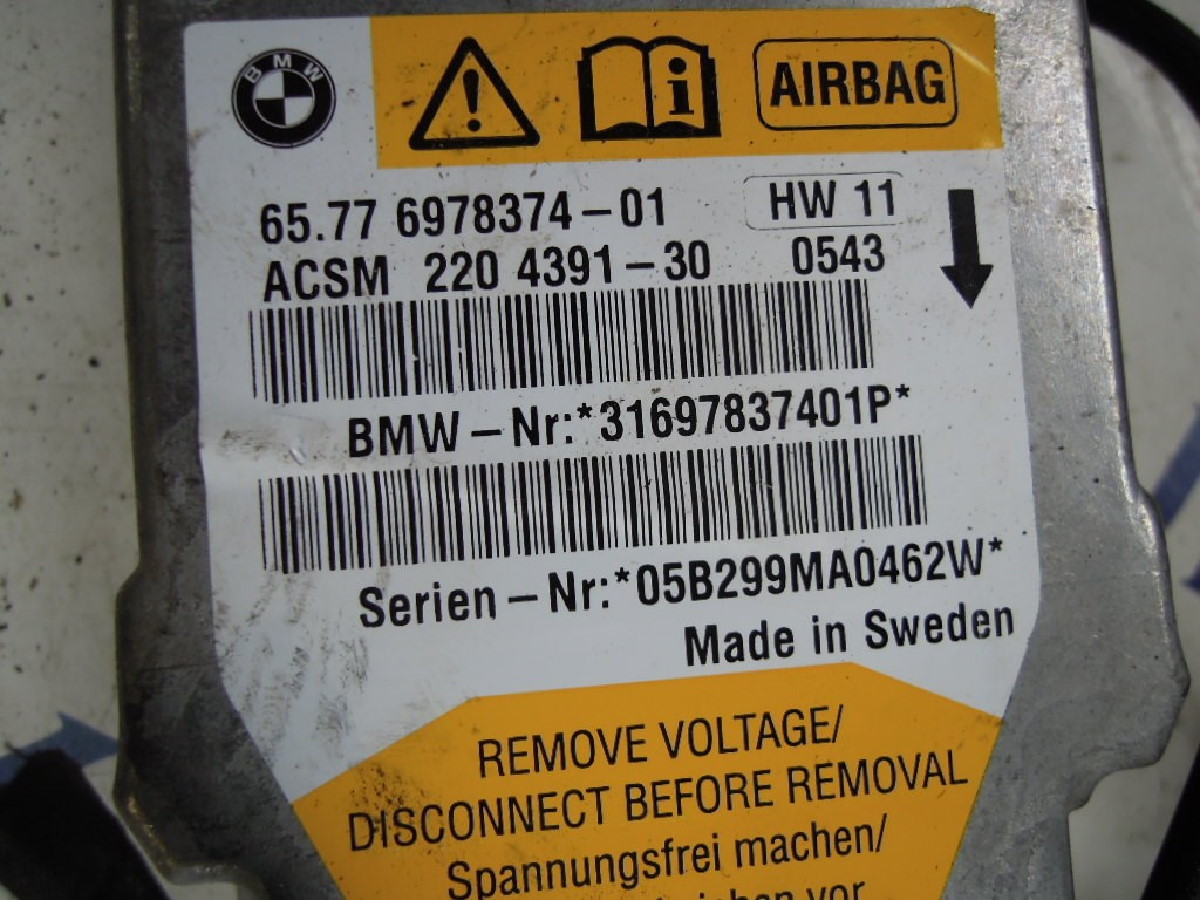 BMW
AIRBAG
65.77 6978374-01 HW 11
ACSM 220 4391-30 0543
BMW-Nr:*31697837401P*
Serien-Nr:*05B299MA0462W*
Made in Sweden
REMOVE VOLTAGE/
DISCONNECT BEFORE REMOVAL
Spannungsfrei machen/
vor